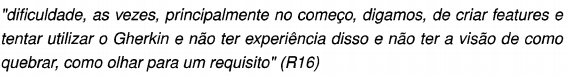 "dificuldade, as vezes, principalmente no começo, digamos, de criar features e
tentar utilizar o Gherkin e não ter experiência disso e não ter a visão de como
quebrar, como olhar para um requisito" (R16)